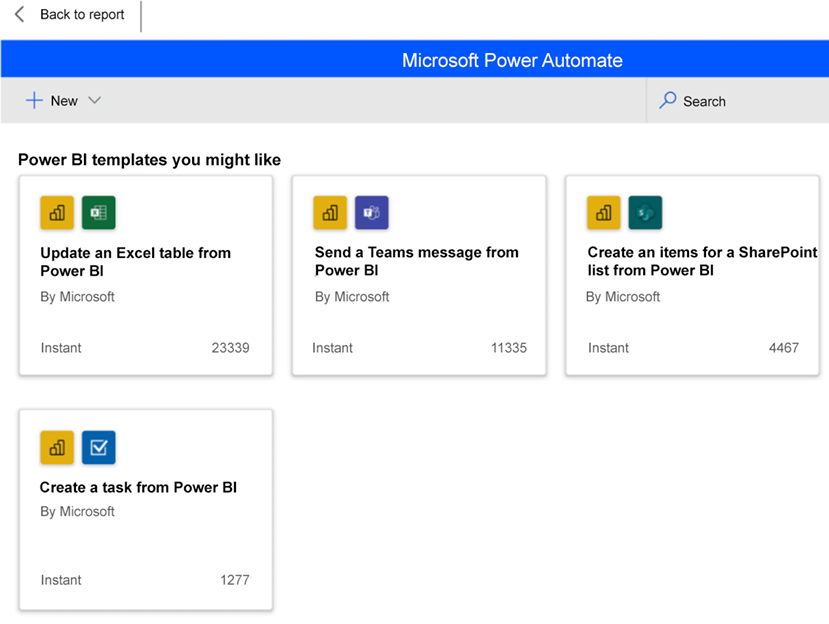 Back to report
Microsoft Power Automate
New
Search
Power BI templates you might like
Update an Excel table from
Power BI
By Microsoft
Instant 23339
Send a Teams message from
Power BI
By Microsoft
Instant 11335
Create an items for a SharePoint
list from Power BI
By Microsoft
Instant 4467
Create a task from Power BI
By Microsoft
Instant 1277